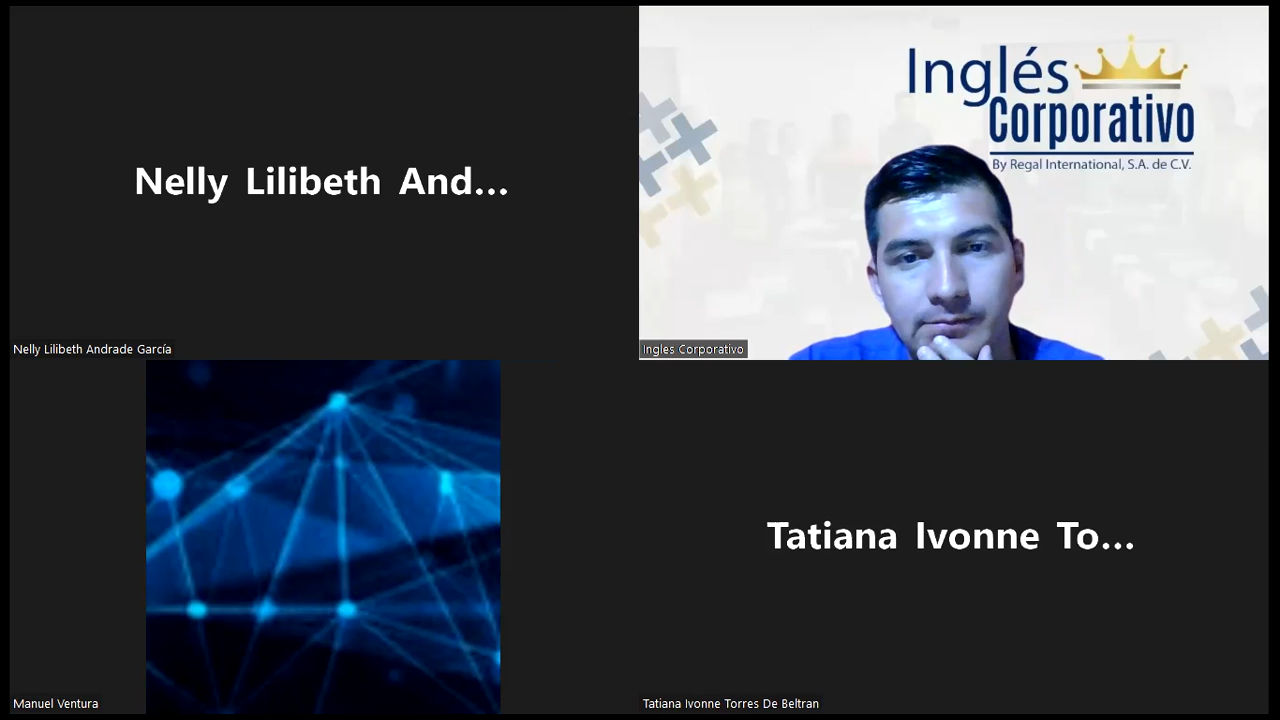 Nelly Lilibeth And...
Nelly Lilibeth Andrade García
Inglés
Corporativo
By Regal International, S.A. de C.V.
Ingles Corporativo
Manuel Ventura
Tatiana Ivonne To...
Tatiana Ivonne Torres De Beltran